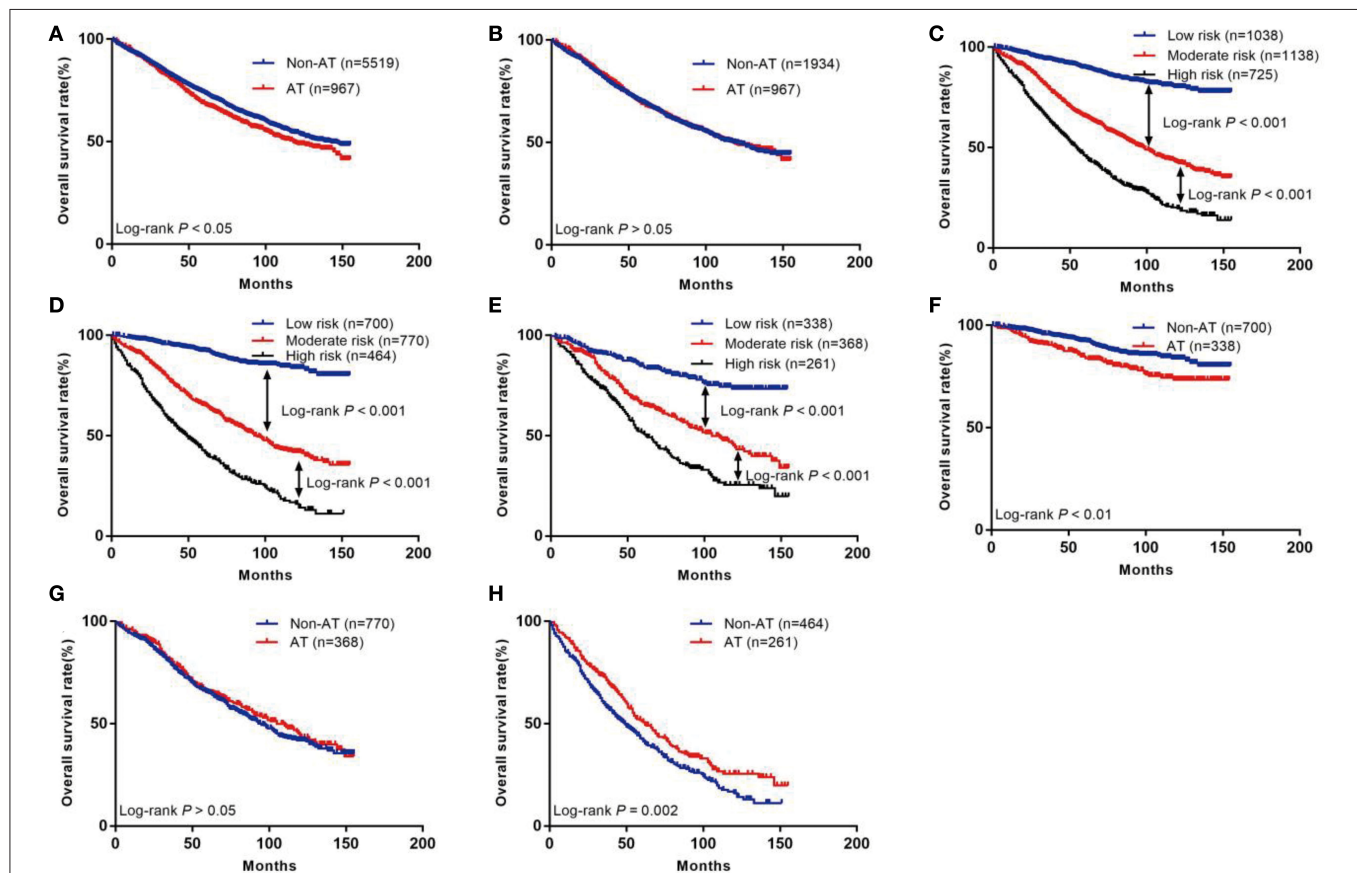 A
Overall survival rate(%)
100
50
0
Non-AT (n=5519)
AT (n=967)
Log-rank P < 0.05
0 50 100 150 200
Months
B
Overall survival rate(%)
100
50
0
Non-AT (n=1934)
AT (n=967)
Log-rank P > 0.05
0 50 100 150 200
Months
C
Overall survival rate(%)
100
50
0
Low risk (n=1038)
Moderate risk (n=1138)
High risk (n=725)
Log-rank P < 0.001
Log-rank P < 0.001
0 50 100 150 200
Months
D
Overall survival rate(%)
100
50
0
Low risk (n=700)
Moderate risk (n=770)
High risk (n=464)
Log-rank P < 0.001
Log-rank P < 0.001
0 50 100 150 200
Months
E
Overall survival rate(%)
100
50
0
Low risk (n=338)
Moderate risk (n=368)
High risk (n=261)
Log-rank P < 0.001
Log-rank P < 0.001
0 50 100 150 200
Months
F
Overall survival rate(%)
100
50
0
Non-AT (n=700)
AT (n=338)
Log-rank P < 0.01
0 50 100 150 200
Months
G
Overall survival rate(%)
100
50
0
Non-AT (n=770)
AT (n=368)
Log-rank P > 0.05
0 50 100 150 200
Months
H
Overall survival rate(%)
100
50
0
Non-AT (n=464)
AT (n=261)
Log-rank P = 0.002
0 50 100 150 200
Months